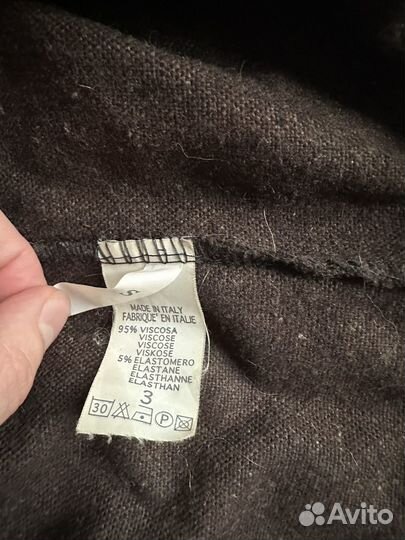 S
MADE IN ITALY
FABRIQUE' EN ITALIE
95% VISCOSA
VISCOSE
VISCOSE
VISKOSE
5% ELASTOMERO
ELASTANE
ELASTHANNE
ELASTHAN
3
30 P
Avito